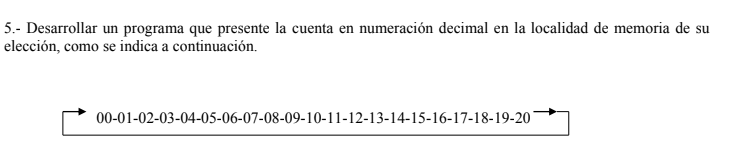 5.- Desarrollar un programa que presente la cuenta en numeración decimal en la localidad de memoria de su
elección, como se indica a continuación.
00-01-02-03-04-05-06-07-08-09-10-11-12-13-14-15-16-17-18-19-20